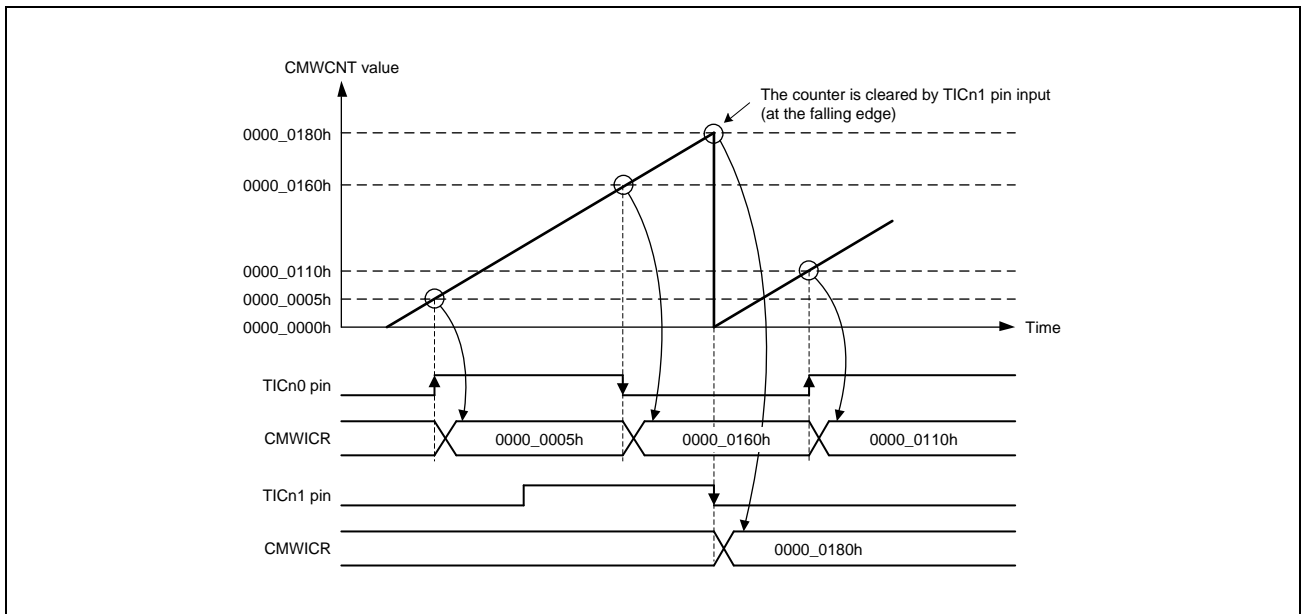 CMWCNT value
The counter is cleared by TICn1 pin input
(at the falling edge)
0000_0180h
0000_0160h
0000_0110h
0000_0005h
0000_0000h
Time
TICn0 pin
CMWICR
0000_0005h
0000_0160h
0000_0110h
TICn1 pin
CMWICR
0000_0180h